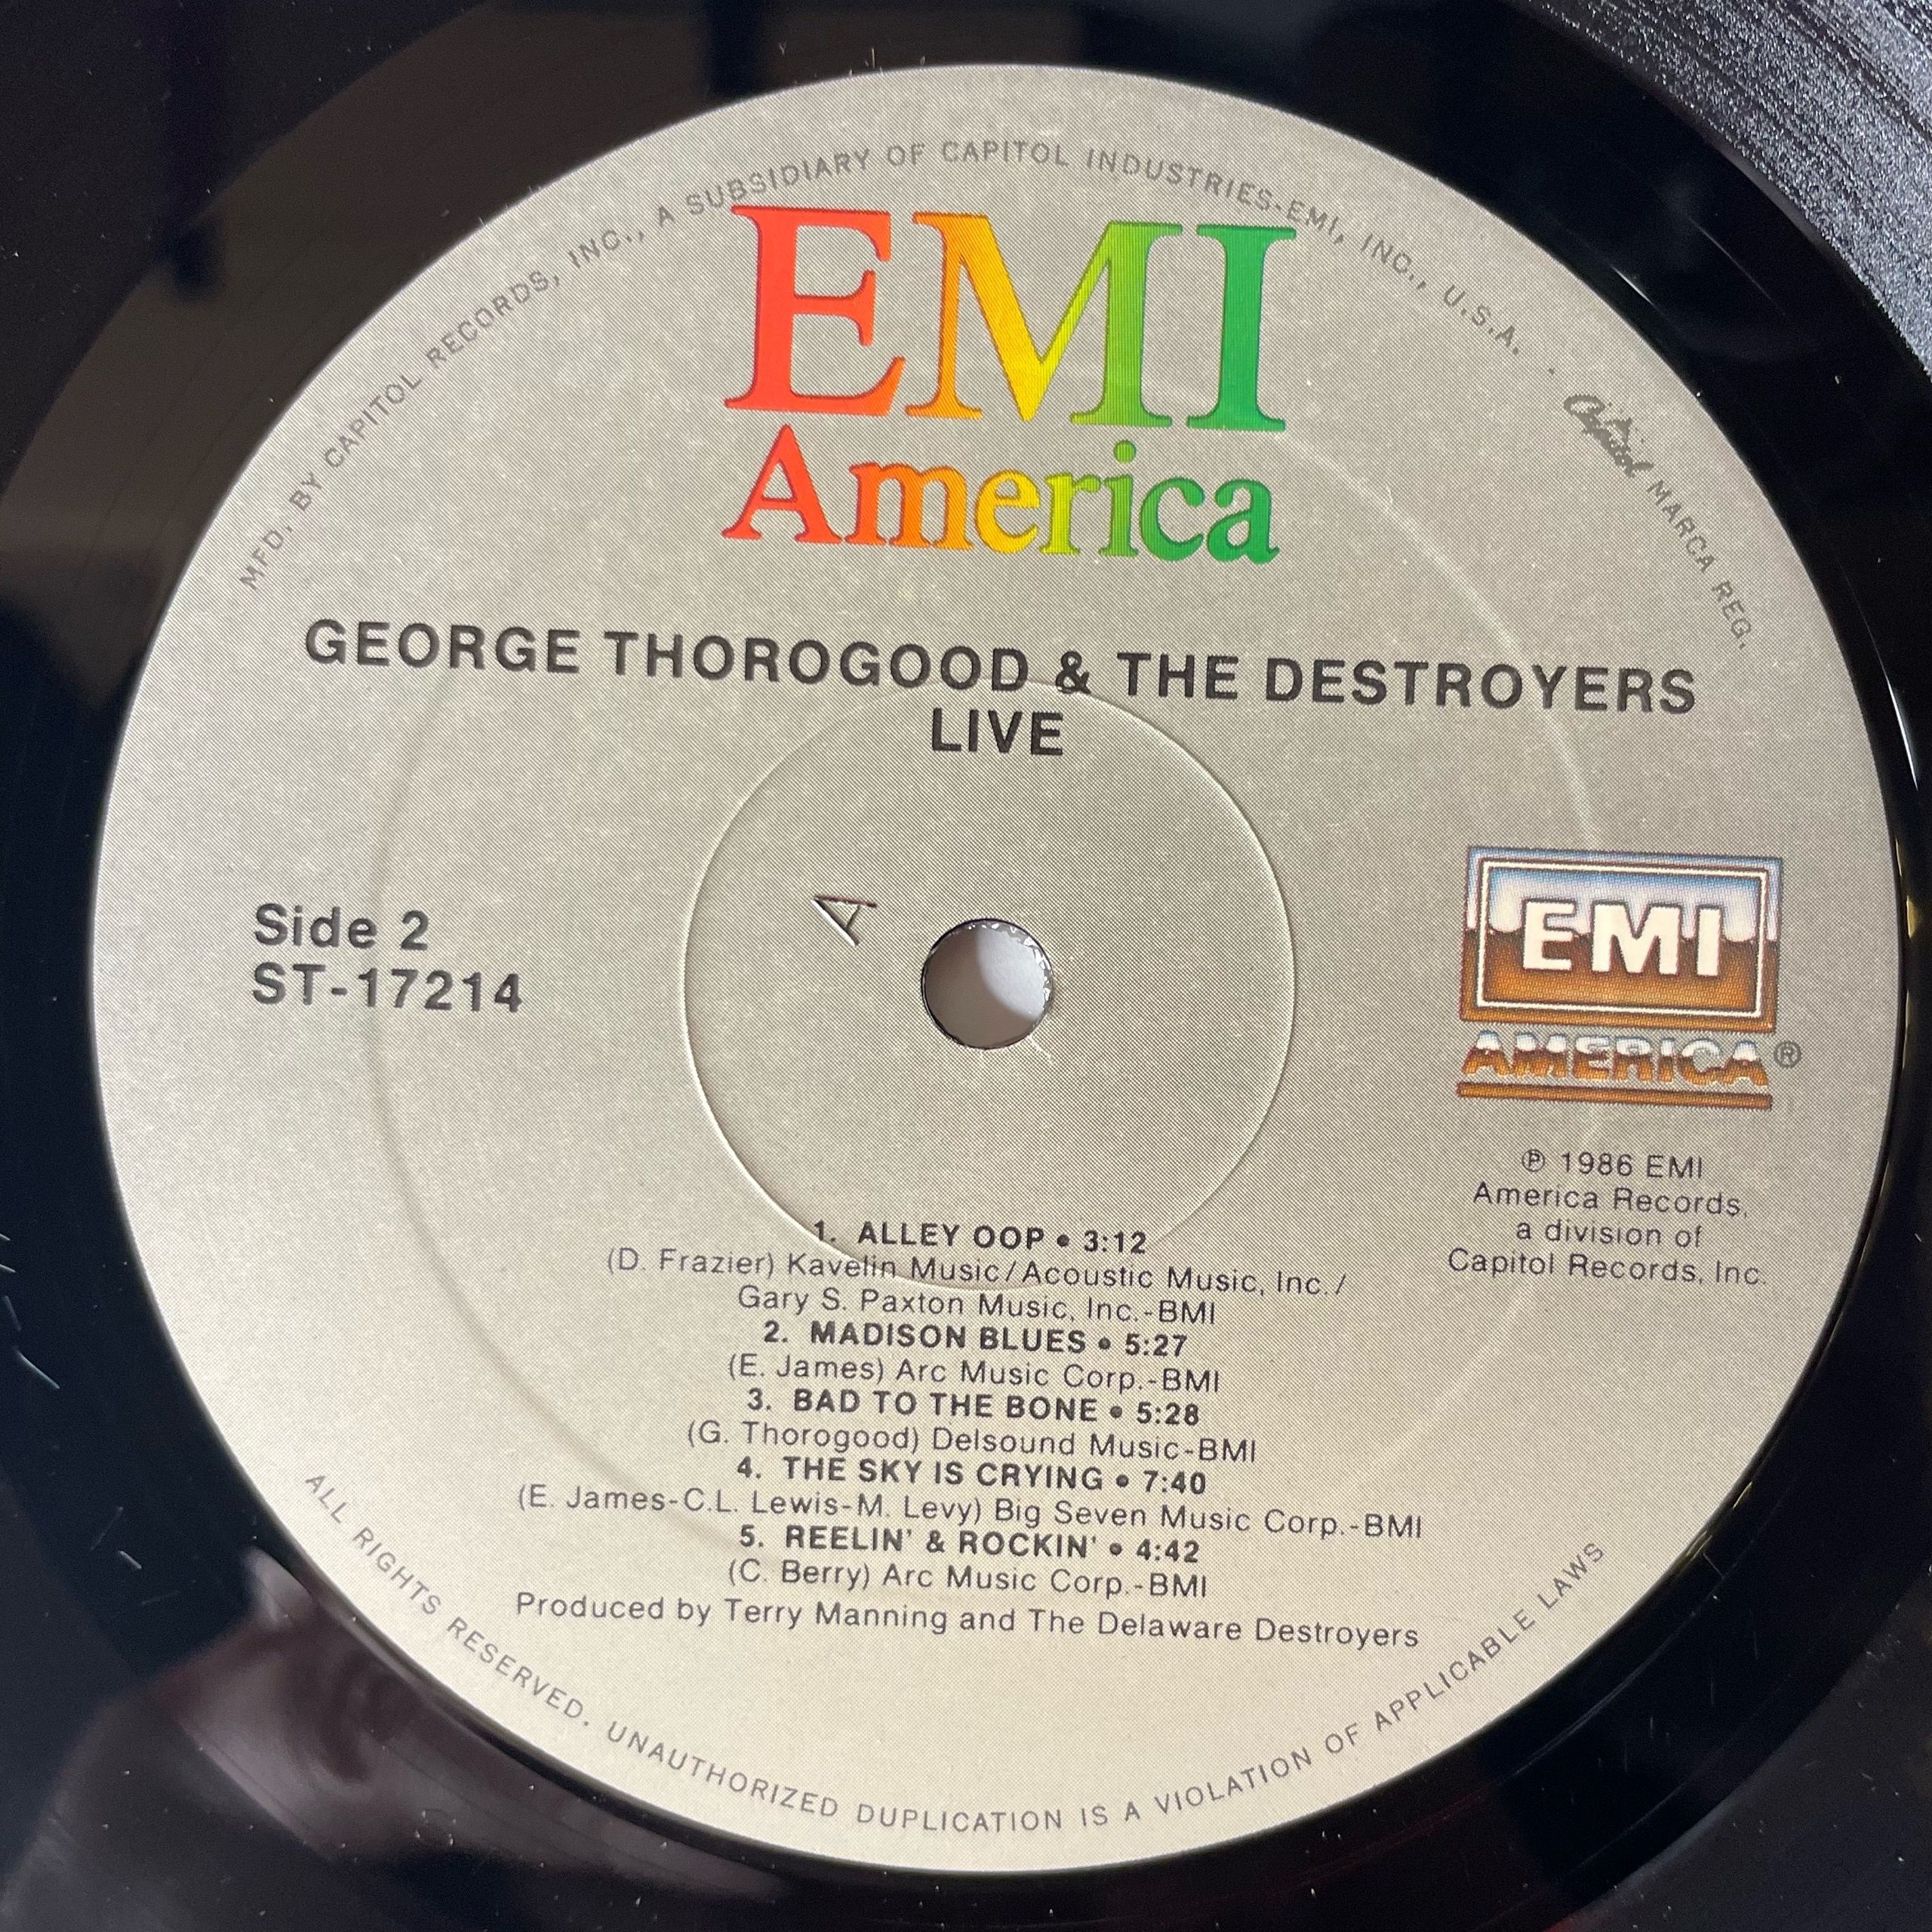 MFD. BY CAPITOL RECORDS, INC., A SUBSIDIARY OF CAPITOL INDUSTRIES-EMI, INC., U.S.A. · Capitol MARCA REG.
EMI
America
GEORGE THOROGOOD & THE DESTROYERS
LIVE
A
Side 2
ST-17214
EMI
AMERICA®
℗ 1986 EMI
America Records,
a division of
Capitol Records, Inc.
1. ALLEY OOP • 3:12
(D. Frazier) Kavelin Music/Acoustic Music, Inc./
Gary S. Paxton Music, Inc.-BMI
2. MADISON BLUES • 5:27
(E. James) Arc Music Corp.-BMI
3. BAD TO THE BONE • 5:28
(G. Thorogood) Delsound Music-BMI
4. THE SKY IS CRYING • 7:40
(E. James-C.L. Lewis-M. Levy) Big Seven Music Corp.-BMI
5. REELIN' & ROCKIN' • 4:42
(C. Berry) Arc Music Corp.-BMI
Produced by Terry Manning and The Delaware Destroyers
ALL RIGHTS RESERVED. UNAUTHORIZED DUPLICATION IS A VIOLATION OF APPLICABLE LAWS